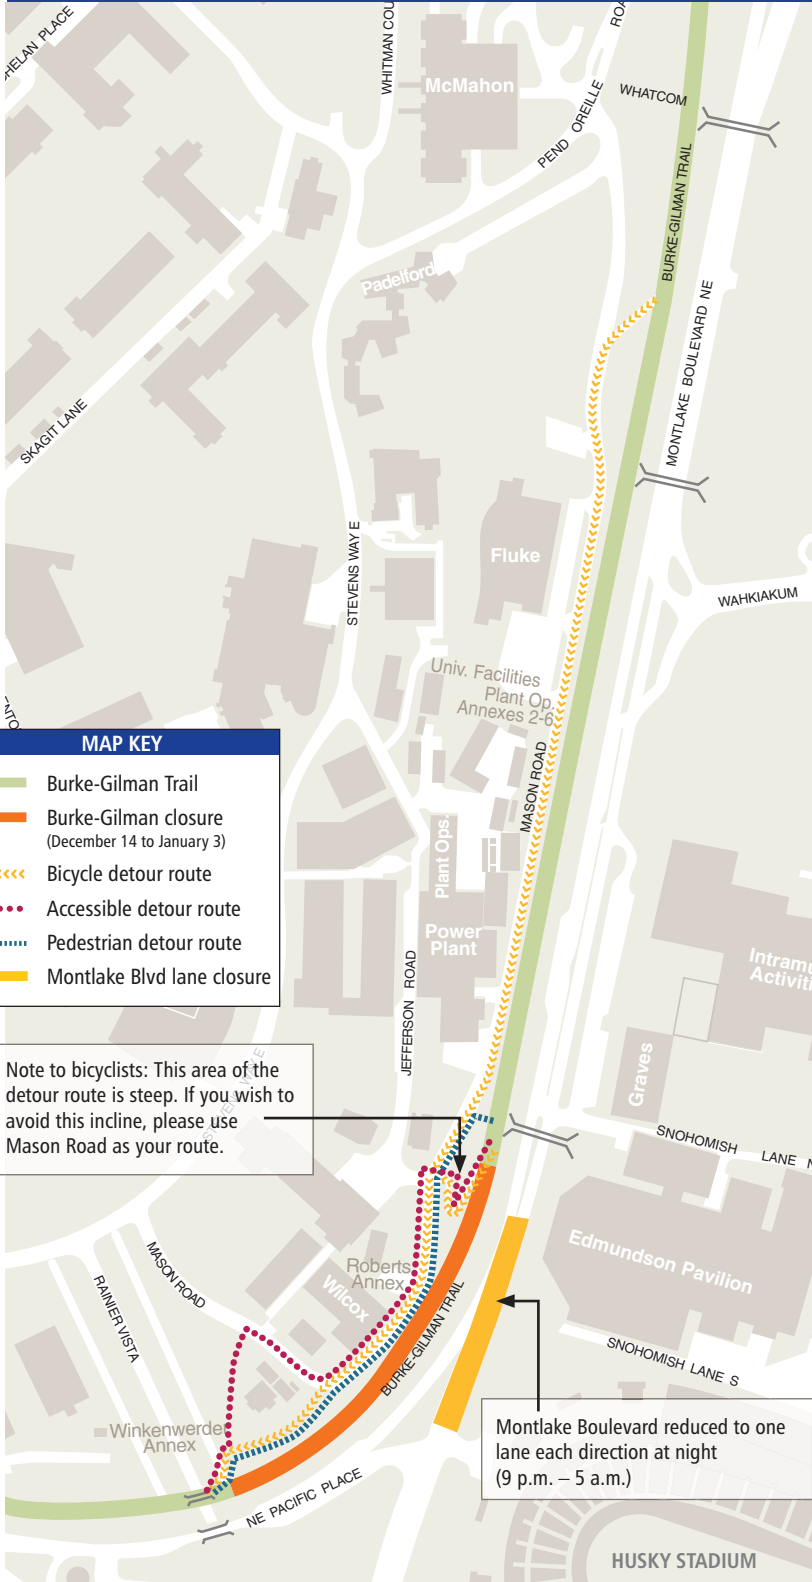 WHITMAN COU
McMahon
WHATCOM
PEND OREILLE
BURKE-GILMAN TRAIL
Padelford
MONTLAKE BOULEVARD NE
SKAGIT LANE
STEVENS WAY E
Fluke
WAHKIAKUM
Univ. Facilities
Plant Op.
Annexes 2-6
MASON ROAD
MAP KEY
Burke-Gilman Trail
Burke-Gilman closure
(December 14 to January 3)
Bicycle detour route
Accessible detour route
Pedestrian detour route
Montlake Blvd lane closure
Plant Ops.
Power
Plant
JEFFERSON ROAD
Intramu
Activiti
Graves
Note to bicyclists: This area of the
detour route is steep. If you wish to
avoid this incline, please use
Mason Road as your route.
SNOHOMISH LANE N
Edmundson Pavilion
MASON ROAD
RAINIER VISTA
Roberts
Annex
Wilcox
BURKE-GILMAN TRAIL
SNOHOMISH LANE S
Winkenwerde
Annex
Montlake Boulevard reduced to one
lane each direction at night
(9 p.m. – 5 a.m.)
NE PACIFIC PLACE
HUSKY STADIUM